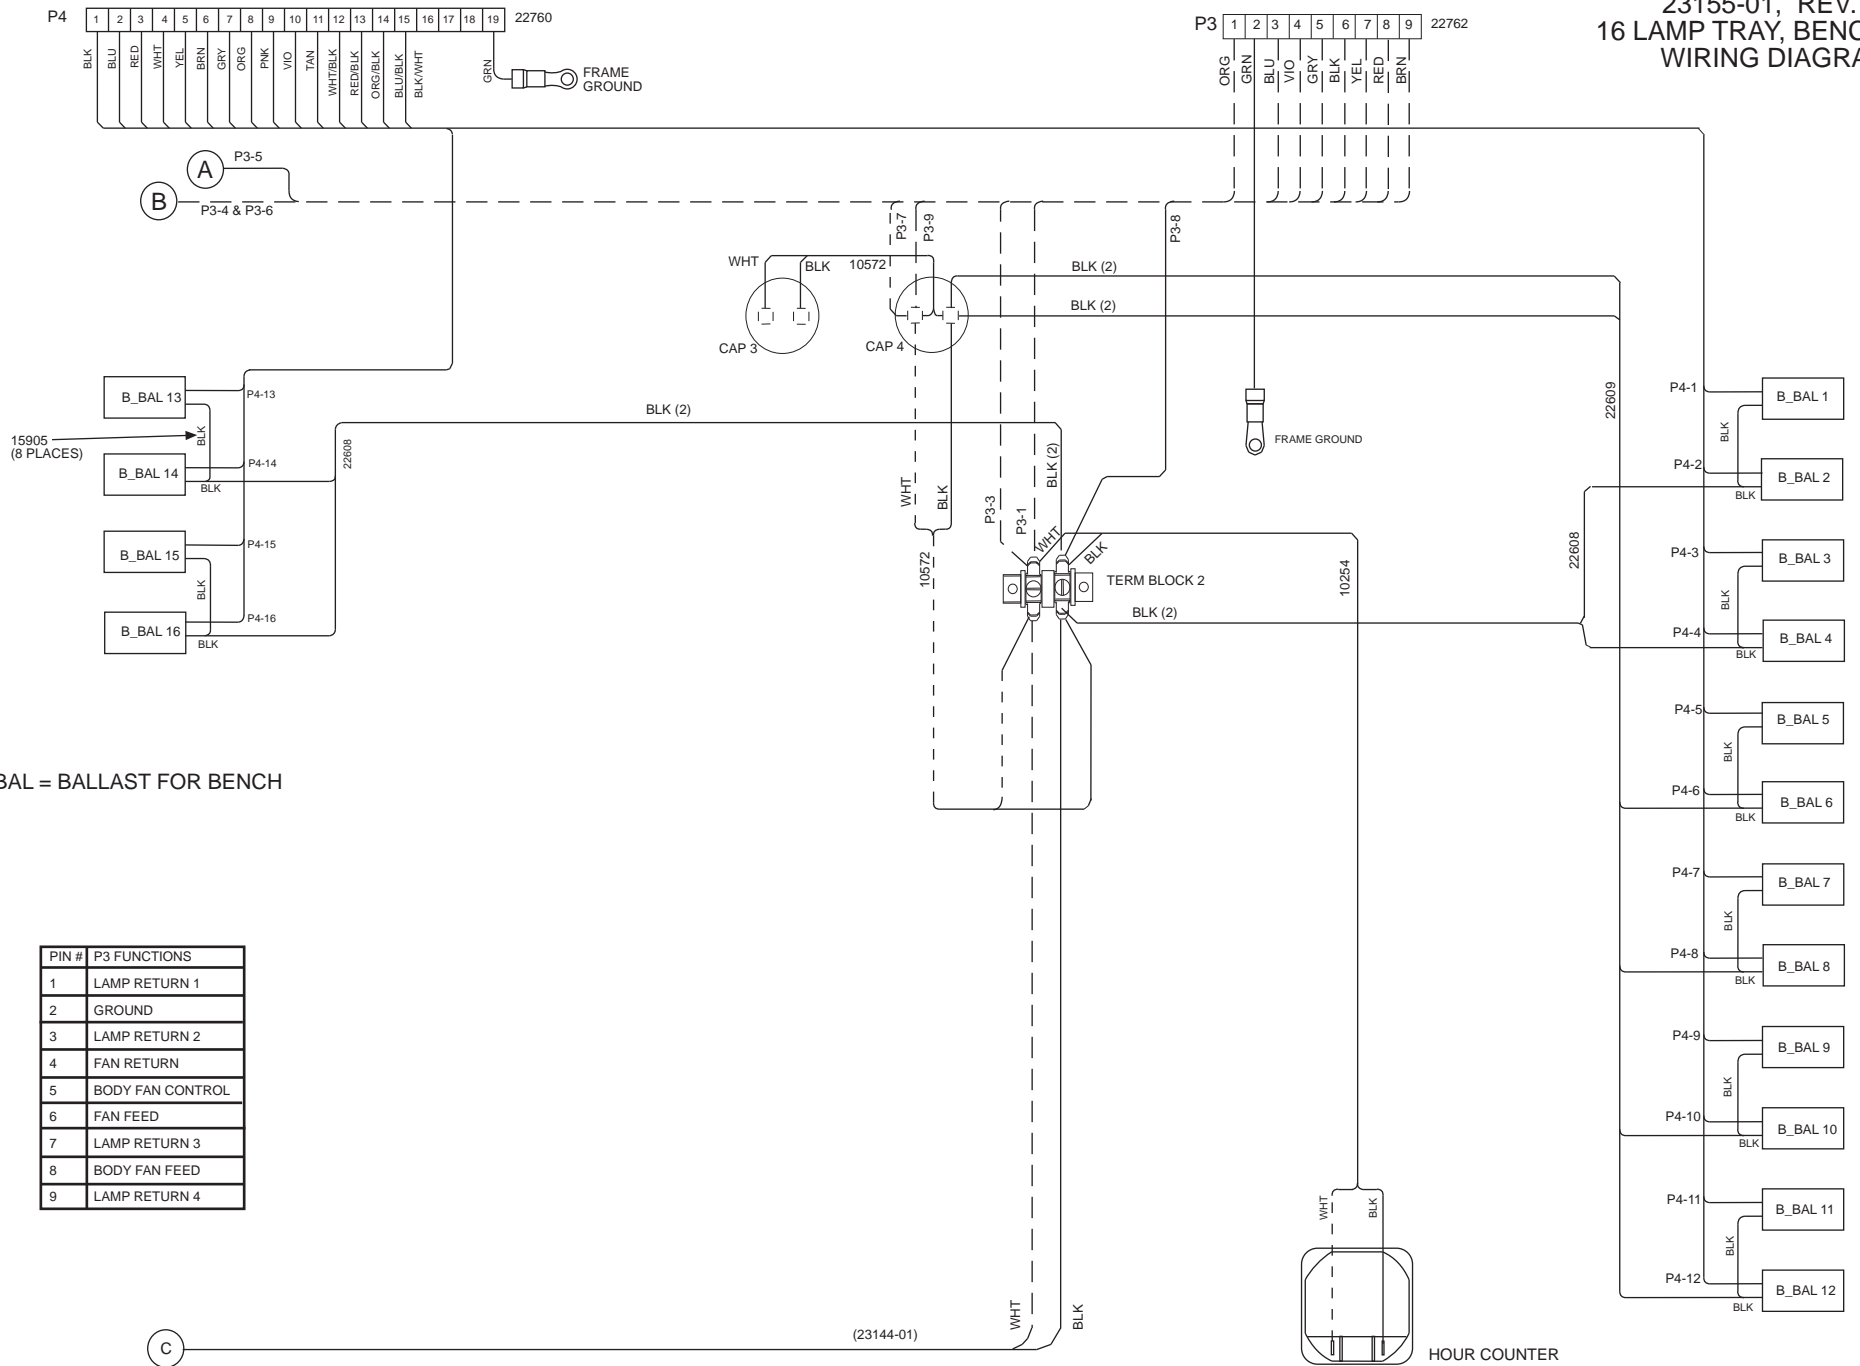 23155-01, REV.
16 LAMP TRAY, BENC
WIRING DIAGRA
P4 1 2 3 4 5 6 7 8 9 10 11 12 13 14 15 16 17 18 19 22760
BLK BLU RED WHT YEL BRN GRY ORG PNK VIO TAN WHT/BLK RED/BLK ORG/BLK BLU/BLK BLK/WHT GRN
FRAME
GROUND
P3 1 2 3 4 5 6 7 8 9 22762
ORG GRN BLU VIO GRY BLK YEL RED BRN
A P3-5
B P3-4 & P3-6
P3-7 P3-9 P3-8
WHT BLK 10572
BLK (2)
BLK (2)
CAP 3 CAP 4
B_BAL 13 P4-13
15905
(8 PLACES)
BLK
B_BAL 14 P4-14
BLK
22608
BLK (2)
B_BAL 15 P4-15
BLK
B_BAL 16 P4-16
BLK
WHT BLK
10572
P3-3 P3-1
BLK (2)
WHT BLK
TERM BLOCK 2
BLK (2)
FRAME GROUND
10254
22608
22609
P4-1 B_BAL 1
BLK
P4-2 B_BAL 2
BLK
P4-3 B_BAL 3
BLK
P4-4 B_BAL 4
BLK
P4-5 B_BAL 5
BLK
P4-6 B_BAL 6
BLK
P4-7 B_BAL 7
BLK
P4-8 B_BAL 8
BLK
P4-9 B_BAL 9
BLK
P4-10 B_BAL 10
BLK
P4-11 B_BAL 11
BLK
P4-12 B_BAL 12
BLK
BAL = BALLAST FOR BENCH
PIN # P3 FUNCTIONS
1 LAMP RETURN 1
2 GROUND
3 LAMP RETURN 2
4 FAN RETURN
5 BODY FAN CONTROL
6 FAN FEED
7 LAMP RETURN 3
8 BODY FAN FEED
9 LAMP RETURN 4
WHT BLK
WHT BLK
C (23144-01)
HOUR COUNTER